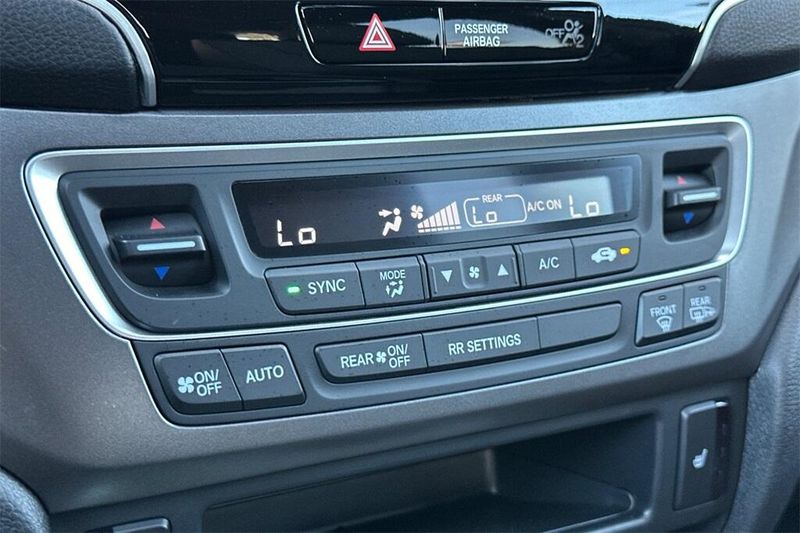 PASSENGER
AIRBAG
OFF
2
Lo
REAR
Lo
A/C ON
Lo
SYNC
MODE
A/C
FRONT
REAR
ON/
OFF
AUTO
REAR ON/
OFF
RR SETTINGS